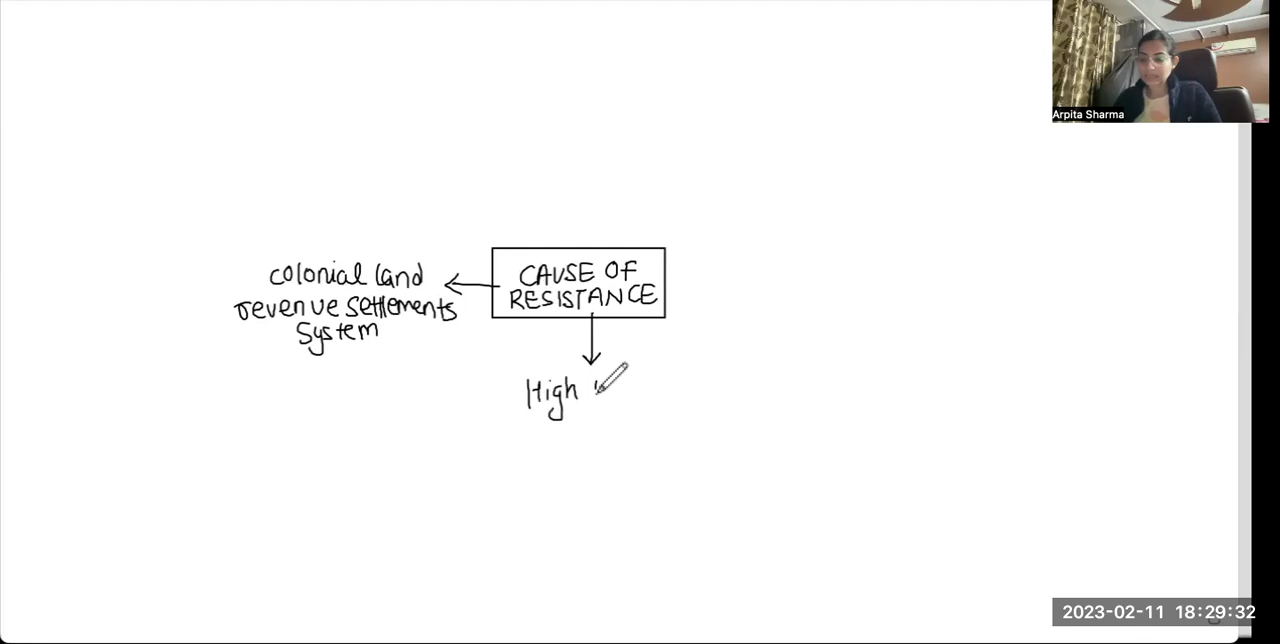 Arpita Sharma
CAUSE OF
RESISTANCE
colonial land
revenue settlements
System
High
2023-02-11 18:29:32